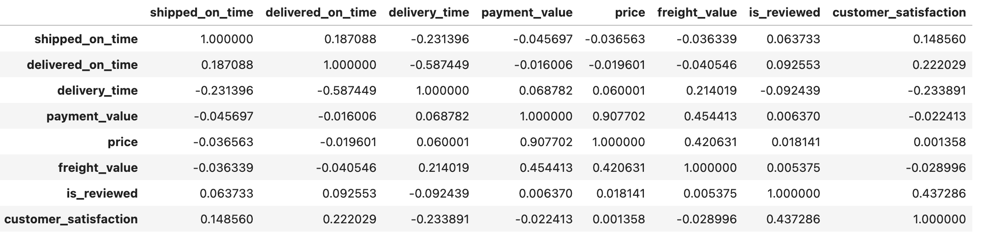 shipped_on_time delivered_on_time delivery_time payment_value price freight_value is_reviewed customer_satisfaction
shipped_on_time 1.000000 0.187088 -0.231396 -0.045697 -0.036563 -0.036339 0.063733 0.148560
delivered_on_time 0.187088 1.000000 -0.587449 -0.016006 -0.019601 -0.040546 0.092553 0.222029
delivery_time -0.231396 -0.587449 1.000000 0.068782 0.060001 0.214019 -0.092439 -0.233891
payment_value -0.045697 -0.016006 0.068782 1.000000 0.907702 0.454413 0.006370 -0.022413
price -0.036563 -0.019601 0.060001 0.907702 1.000000 0.420631 0.018141 0.001358
freight_value -0.036339 -0.040546 0.214019 0.454413 0.420631 1.000000 0.005375 -0.028996
is_reviewed 0.063733 0.092553 -0.092439 0.006370 0.018141 0.005375 1.000000 0.437286
customer_satisfaction 0.148560 0.222029 -0.233891 -0.022413 0.001358 -0.028996 0.437286 1.000000